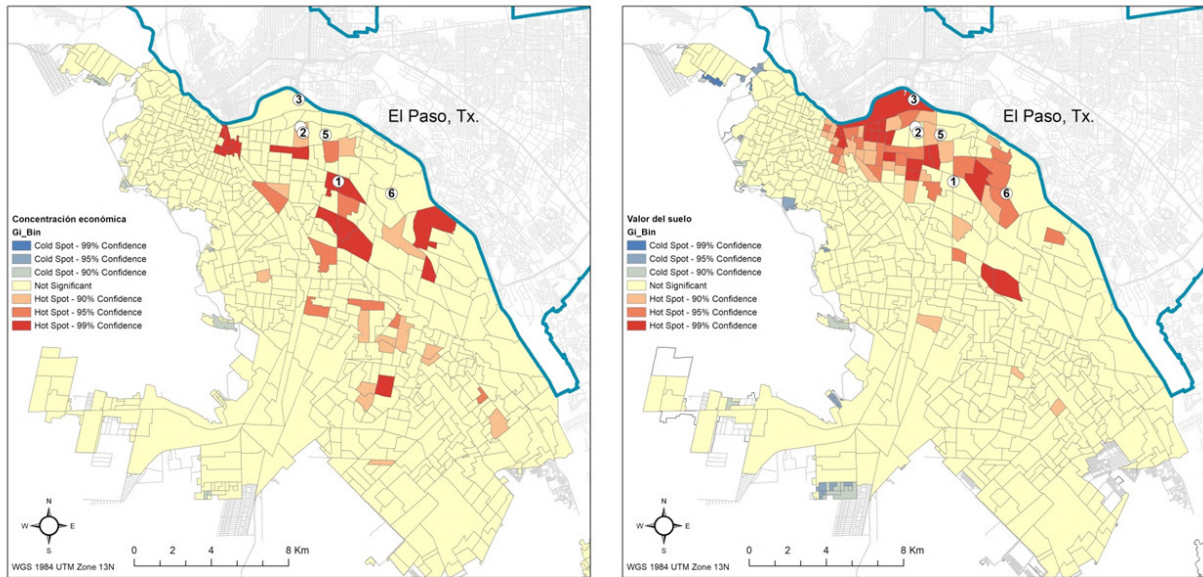 3
El Paso, Tx.
2
5
1
6
Concentración económica
Gi_Bin
Cold Spot - 99% Confidence
Cold Spot - 95% Confidence
Cold Spot - 90% Confidence
Not Significant
Hot Spot - 90% Confidence
Hot Spot - 95% Confidence
Hot Spot - 99% Confidence
N
W E
S
0 2 4 8 Km
WGS 1984 UTM Zone 13N
3
El Paso, Tx.
2
5
1
6
Valor del suelo
Gi_Bin
Cold Spot - 99% Confidence
Cold Spot - 95% Confidence
Cold Spot - 90% Confidence
Not Significant
Hot Spot - 90% Confidence
Hot Spot - 95% Confidence
Hot Spot - 99% Confidence
N
W E
S
0 2 4 8 Km
WGS 1984 UTM Zone 13N